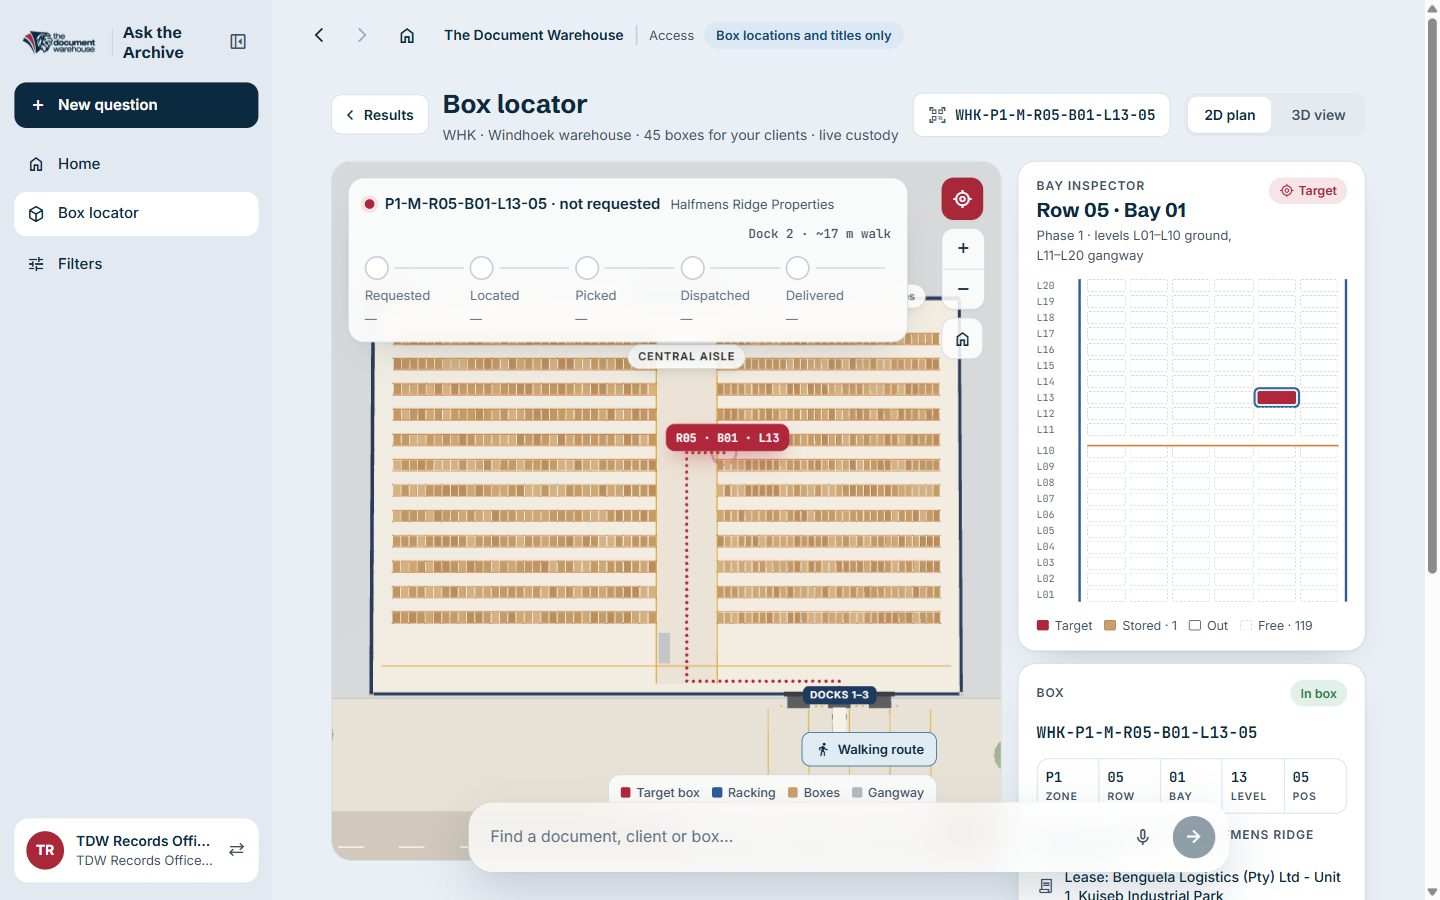 the
document
warehouse
Ask the
Archive
New question
Home
Box locator
Filters
TR
TDW Records Offi...
TDW Records Office...
The Document Warehouse
Access
Box locations and titles only
Results
Box locator
WHK · Windhoek warehouse · 45 boxes for your clients · live custody
WHK-P1-M-R05-B01-L13-05
2D plan
3D view
P1-M-R05-B01-L13-05 · not requested
Halfmens Ridge Properties
Dock 2 · ~17 m walk
Requested
Located
Picked
Dispatched
Delivered
—
—
—
—
—
CENTRAL AISLE
R05 · B01 · L13
DOCKS 1–3
Walking route
Target box
Racking
Boxes
Gangway
Find a document, client or box...
BAY INSPECTOR
Target
Row 05 · Bay 01
Phase 1 · levels L01–L10 ground,
L11–L20 gangway
L20
L19
L18
L17
L16
L15
L14
L13
L12
L11
L10
L09
L08
L07
L06
L05
L04
L03
L02
L01
Target
Stored · 1
Out
Free · 119
BOX
In box
WHK-P1-M-R05-B01-L13-05
P1
05
01
13
05
ZONE
ROW
BAY
LEVEL
POS
MENS RIDGE
Lease: Benguela Logistics (Pty) Ltd - Unit
1, Kuiseb Industrial Park